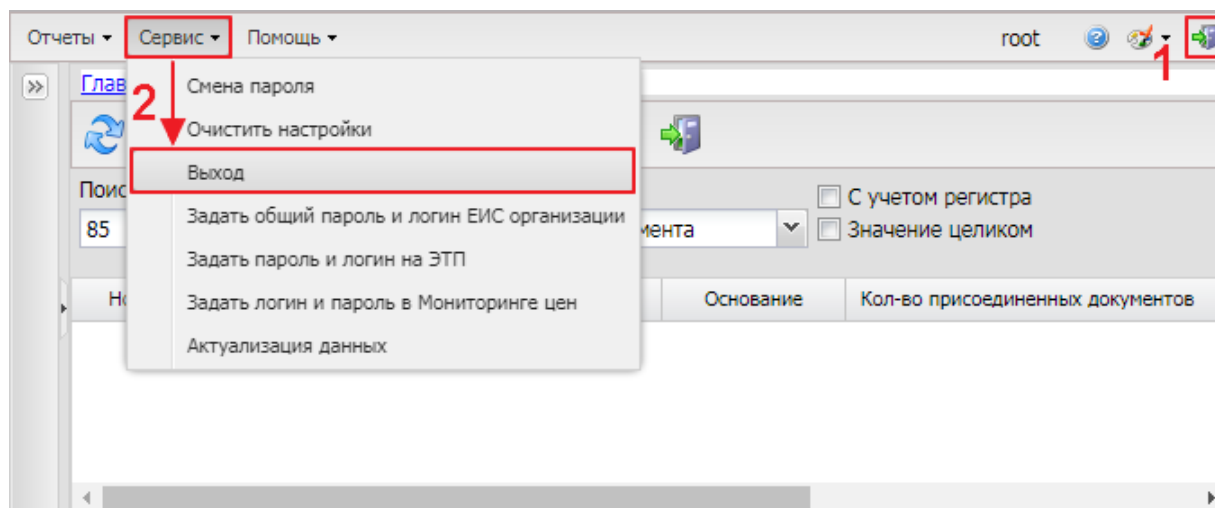 Отчеты Сервис Помощь root
1
Глав
2
Смена пароля
Очистить настройки
Выход
Задать общий пароль и логин ЕИС организации
Задать пароль и логин на ЭТП
Задать логин и пароль в Мониторинге цен
Актуализация данных
Поис
С учетом регистра
85 мента Значение целиком
Но Основание Кол-во присоединенных документов